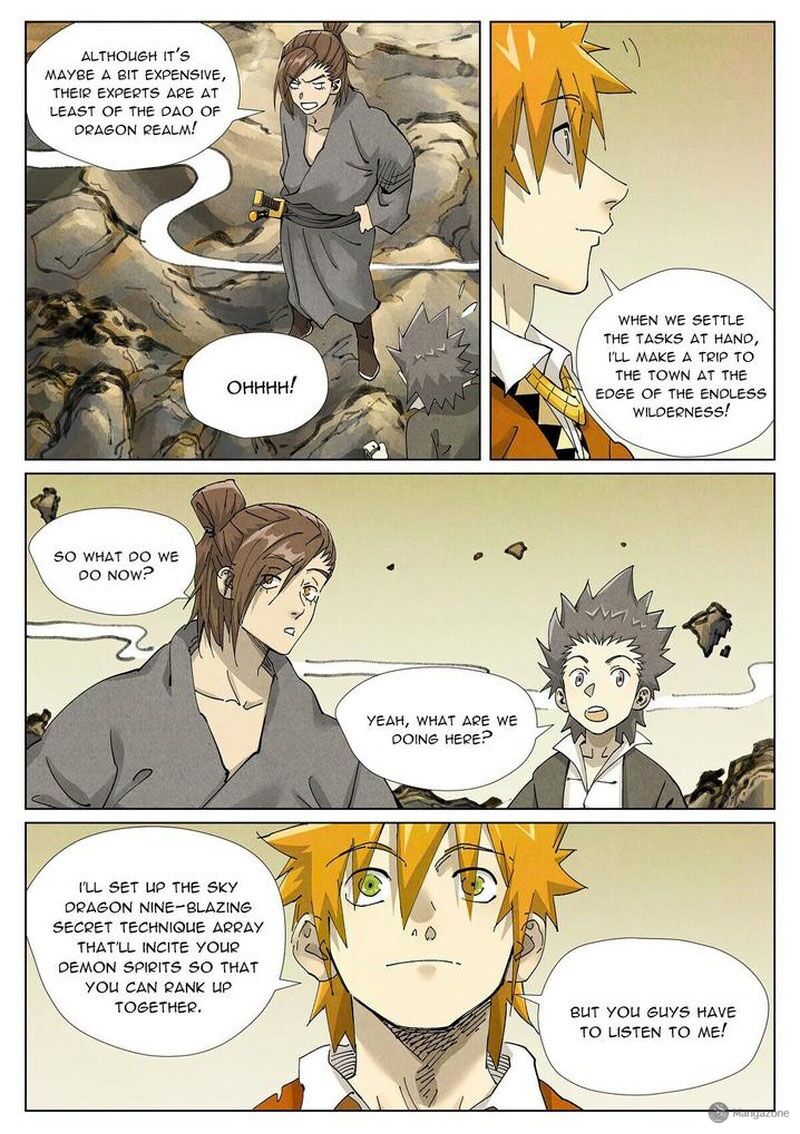 ALTHOUGH IT'S
MAYBE A BIT EXPENSIVE,
THEIR EXPERTS ARE AT
LEAST OF THE DAO OF
DRAGON REALM!
OHHHH!
WHEN WE SETTLE
THE TASKS AT HAND,
I'LL MAKE A TRIP TO
THE TOWN AT THE
EDGE OF THE ENDLESS
WILDERNESS!
SO WHAT DO WE
DO NOW?
YEAH, WHAT ARE WE
DOING HERE?
I'LL SET UP THE SKY
DRAGON NINE-BLAZING
SECRET TECHNIQUE ARRAY
THAT'LL INCITE YOUR
DEMON SPIRITS SO THAT
YOU CAN RANK UP
TOGETHER.
BUT YOU GUYS HAVE
TO LISTEN TO ME!
Mangazone